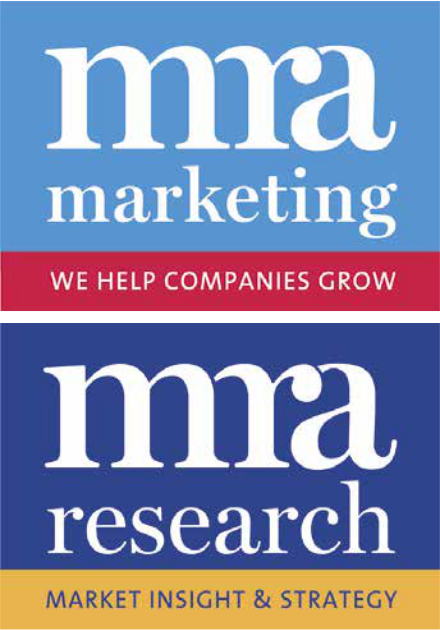 mra
marketing
WE HELP COMPANIES GROW
mra
research
MARKET INSIGHT & STRATEGY